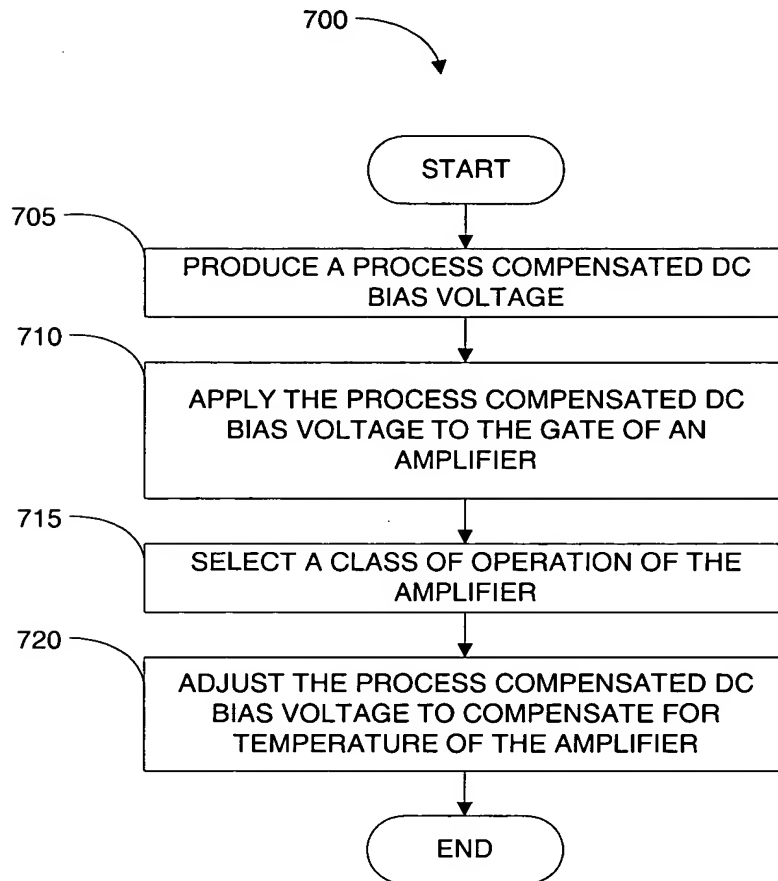 700
START
705
PRODUCE A PROCESS COMPENSATED DC
BIAS VOLTAGE
710
APPLY THE PROCESS COMPENSATED DC
BIAS VOLTAGE TO THE GATE OF AN
AMPLIFIER
715
SELECT A CLASS OF OPERATION OF THE
AMPLIFIER
720
ADJUST THE PROCESS COMPENSATED DC
BIAS VOLTAGE TO COMPENSATE FOR
TEMPERATURE OF THE AMPLIFIER
END